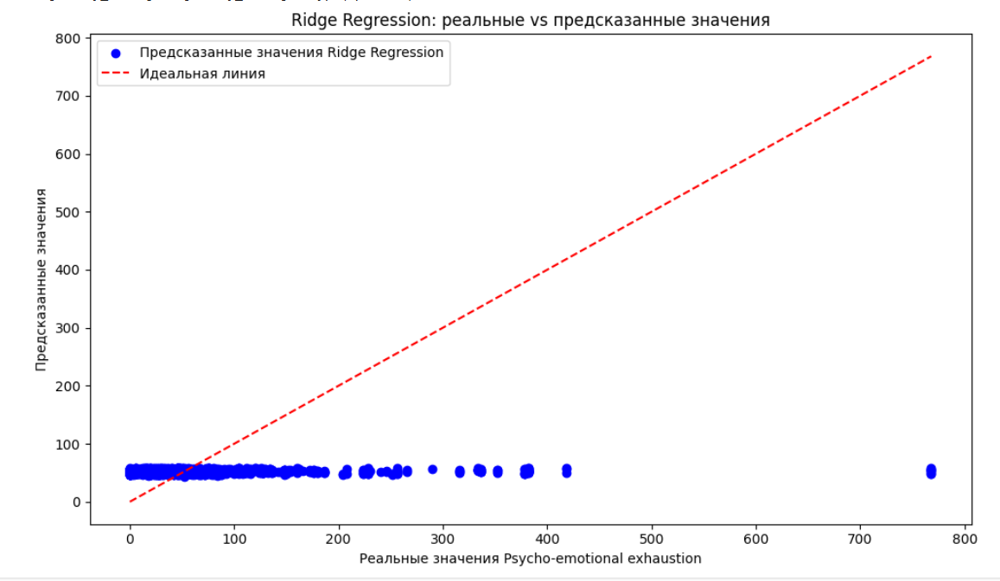 Ridge Regression: реальные vs предсказанные значения
800
700
600
500
400
300
200
100
0
Предсказанные значения
Предсказанные значения Ridge Regression
Идеальная линия
0 100 200 300 400 500 600 700 800
Реальные значения Psycho-emotional exhaustion